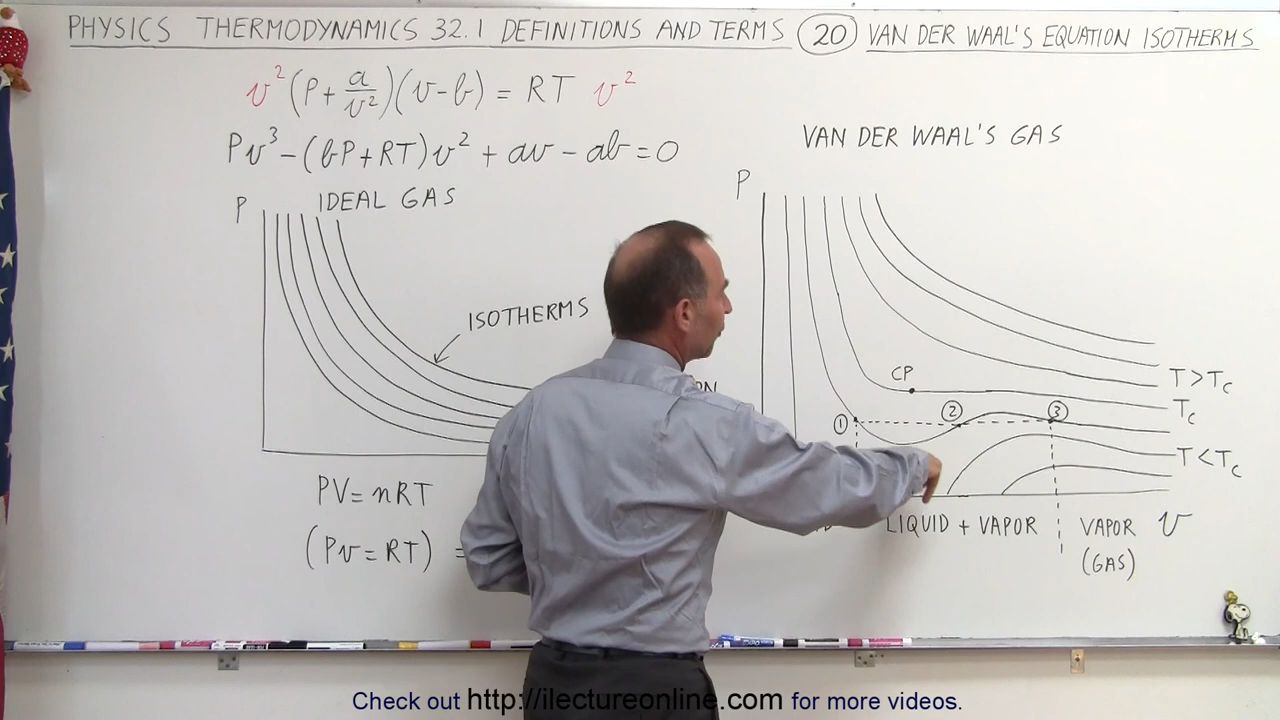 PHYSICS THERMODYNAMICS 32.1 DEFINITIONS AND TERMS 20 VAN DER WAAL'S EQUATION ISOTHERMS
v² (P + a/v²)(v - b) = RT v²
Pv³ - (bP + RT)v² + av - ab = 0
VAN DER WAAL'S GAS
P IDEAL GAS
ISOTHERMS
PV = nRT
(Pv = RT) =
P
CP
T > Tc
Tc
1 2 3
T < Tc
LIQUID + VAPOR VAPOR v
(GAS)
Check out http://ilectureonline.com for more videos.